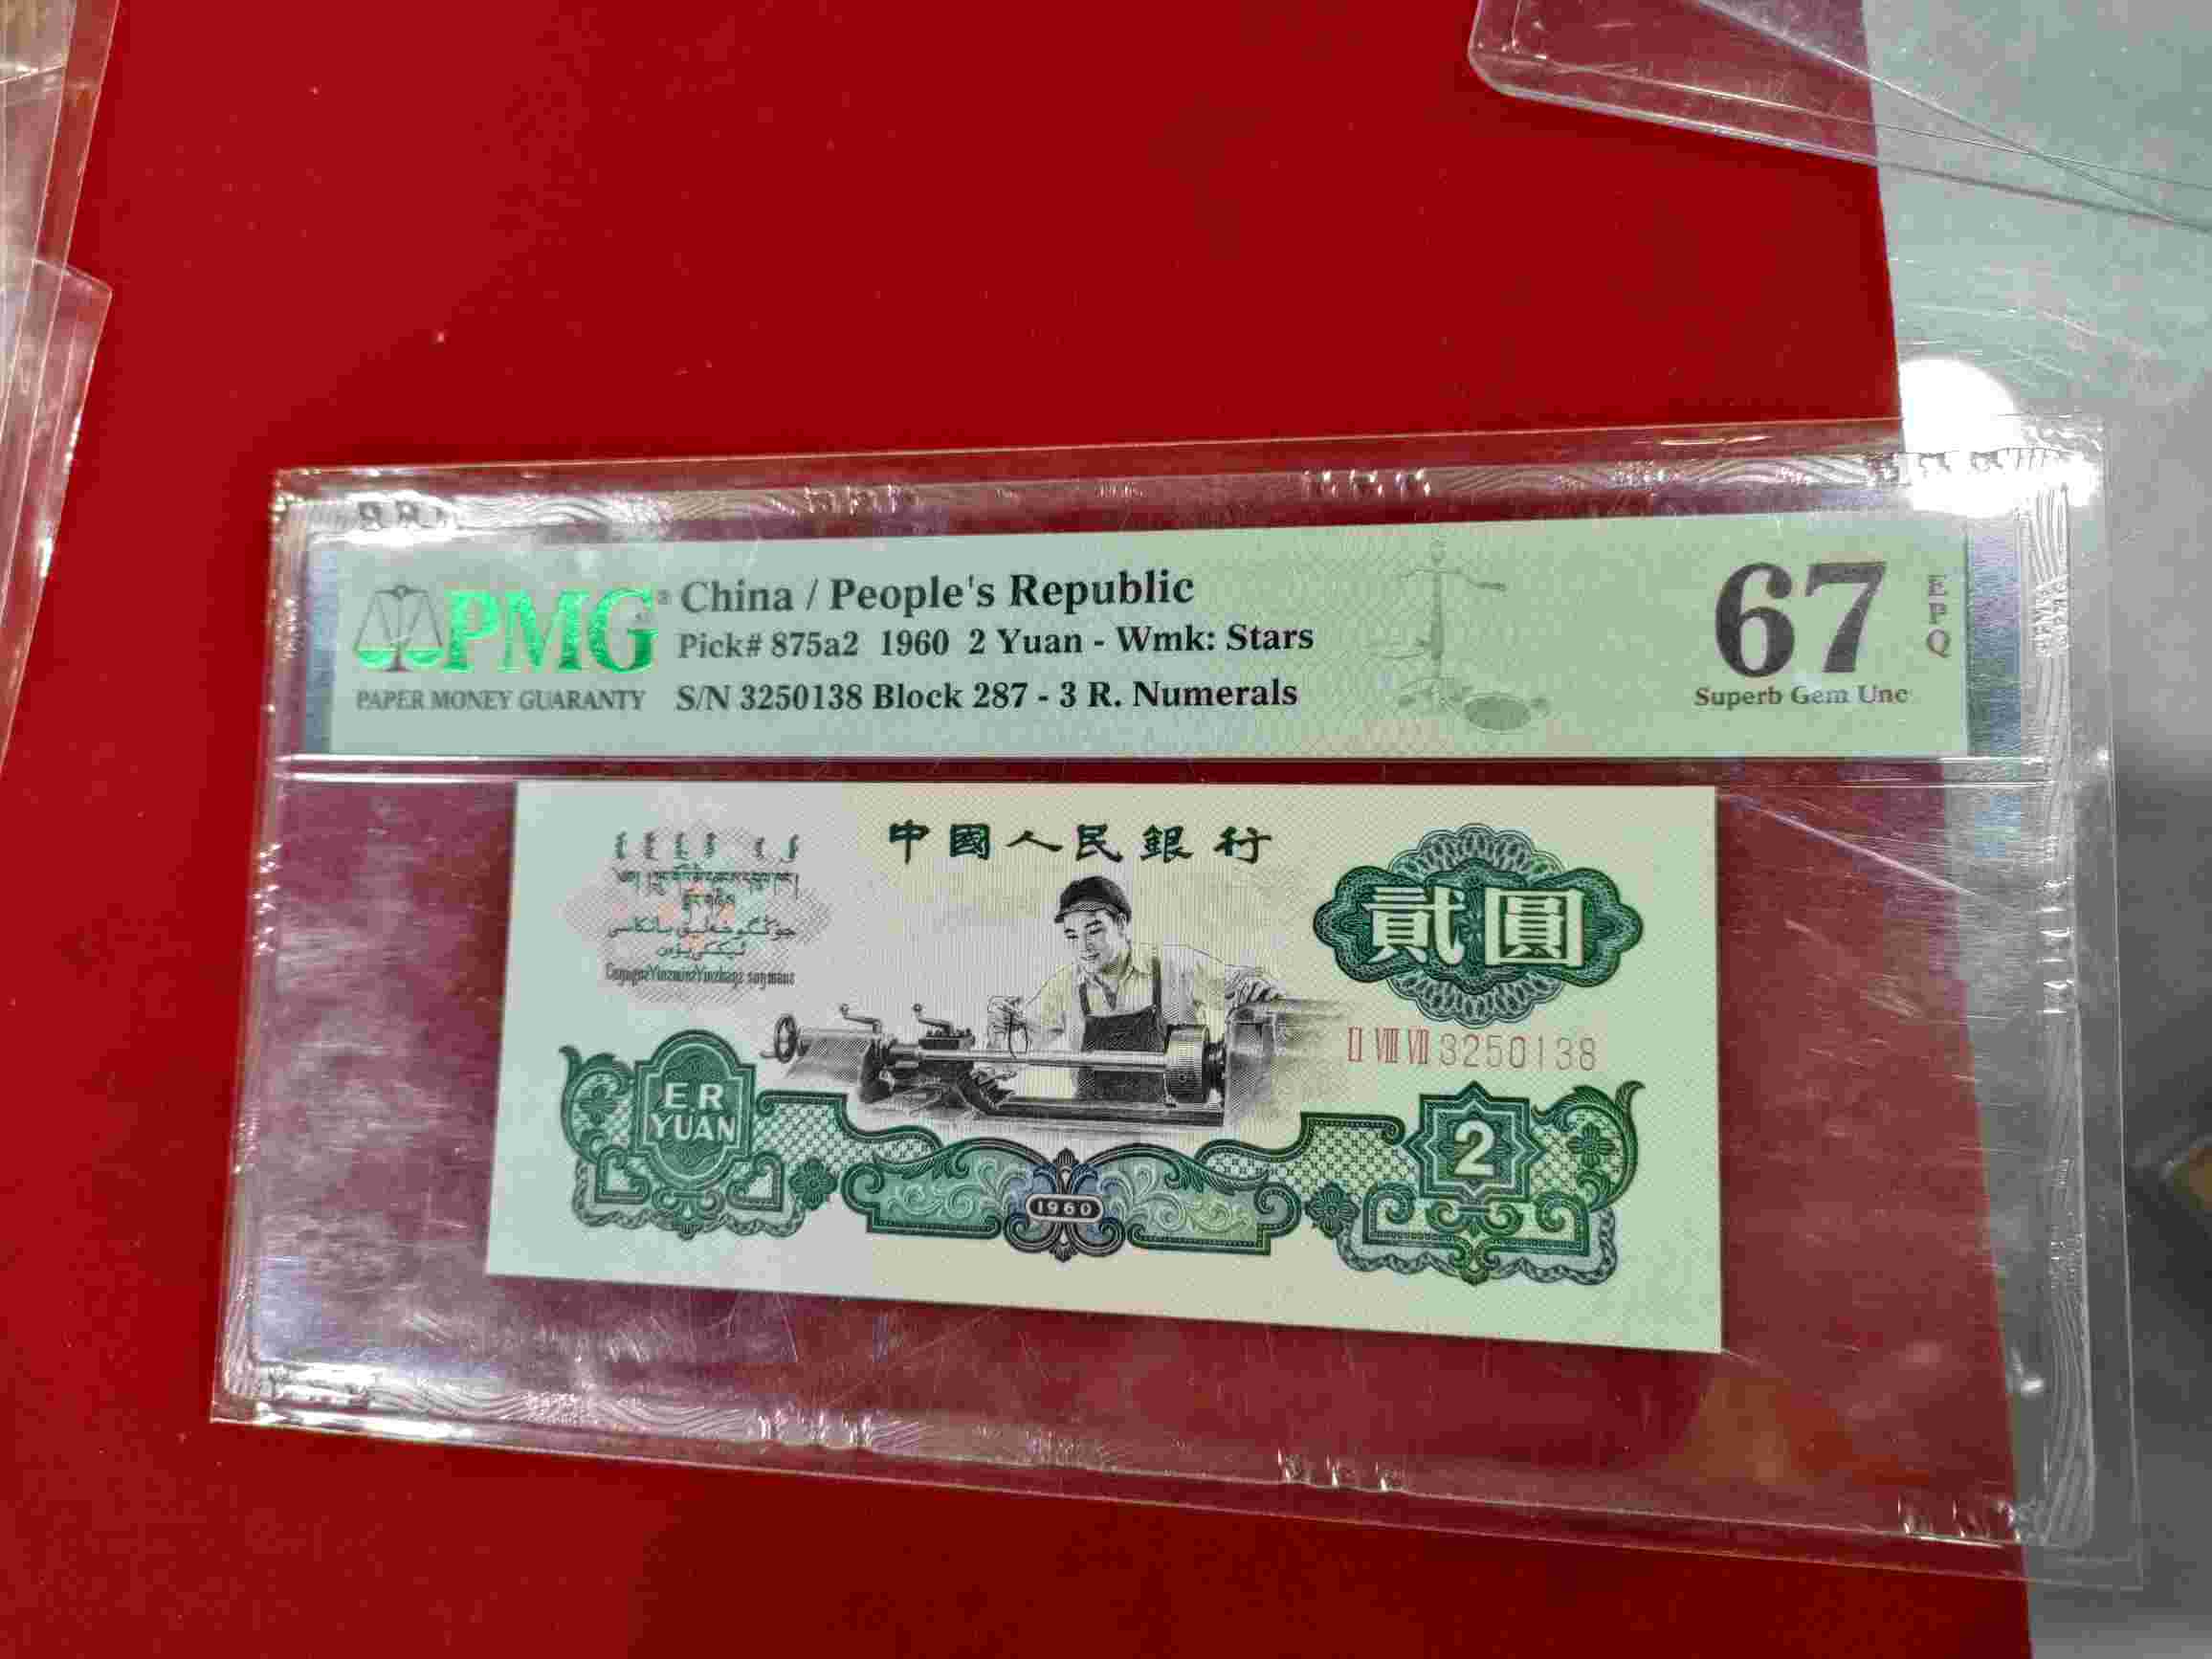 PMG
PAPER MONEY GUARANTY
China / People's Republic
Pick# 875a2 1960 2 Yuan - Wmk: Stars
S/N 3250138 Block 287 - 3 R. Numerals
67
EPQ
Superb Gem Unc
中國人民銀行
貳圓
II VIII VII 3250138
ER
YUAN
1960
2